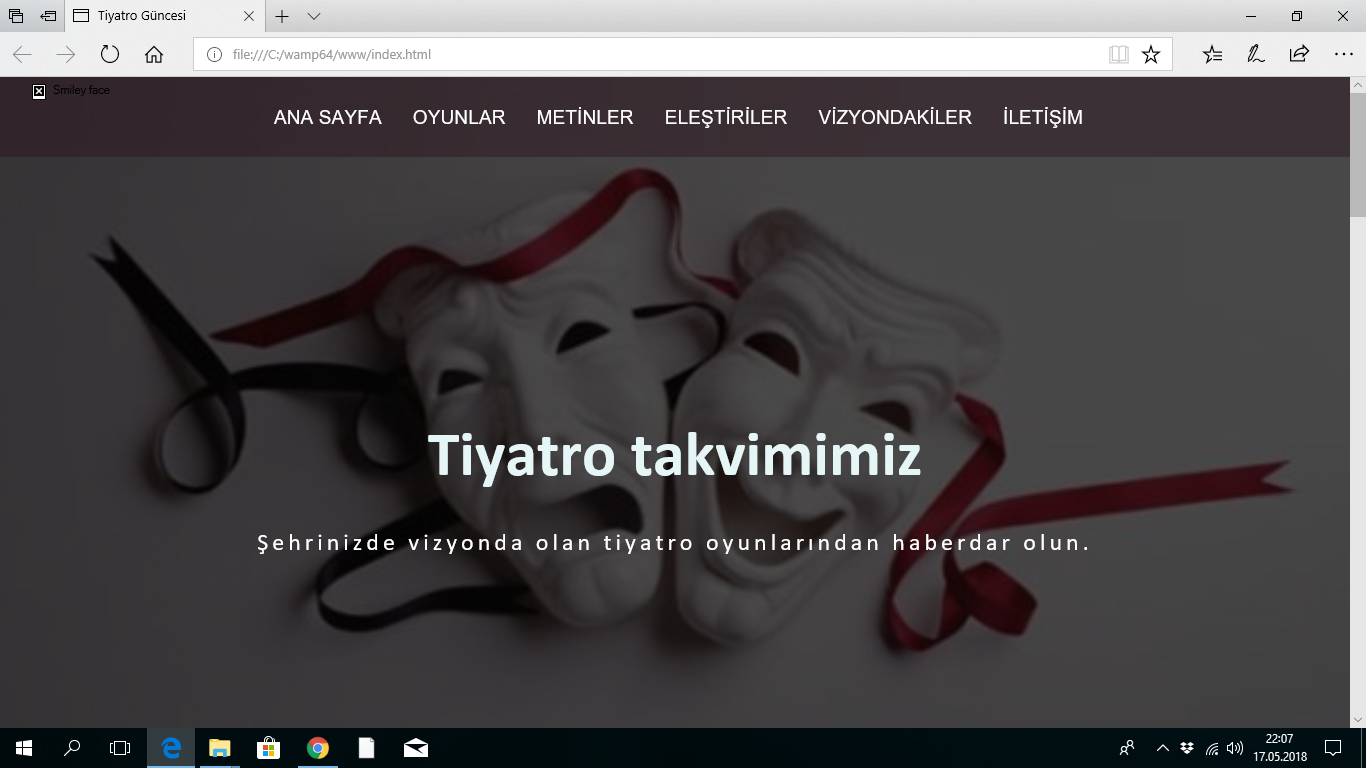 Tiyatro Güncesi
file:///C:/wamp64/www/index.html
Smiley face
ANA SAYFA OYUNLAR METİNLER ELEŞTİRİLER VİZYONDAKİLER İLETİŞİM
Tiyatro takvimimiz
Şehrinizde vizyonda olan tiyatro oyunlarından haberdar olun.
22:07
17.05.2018